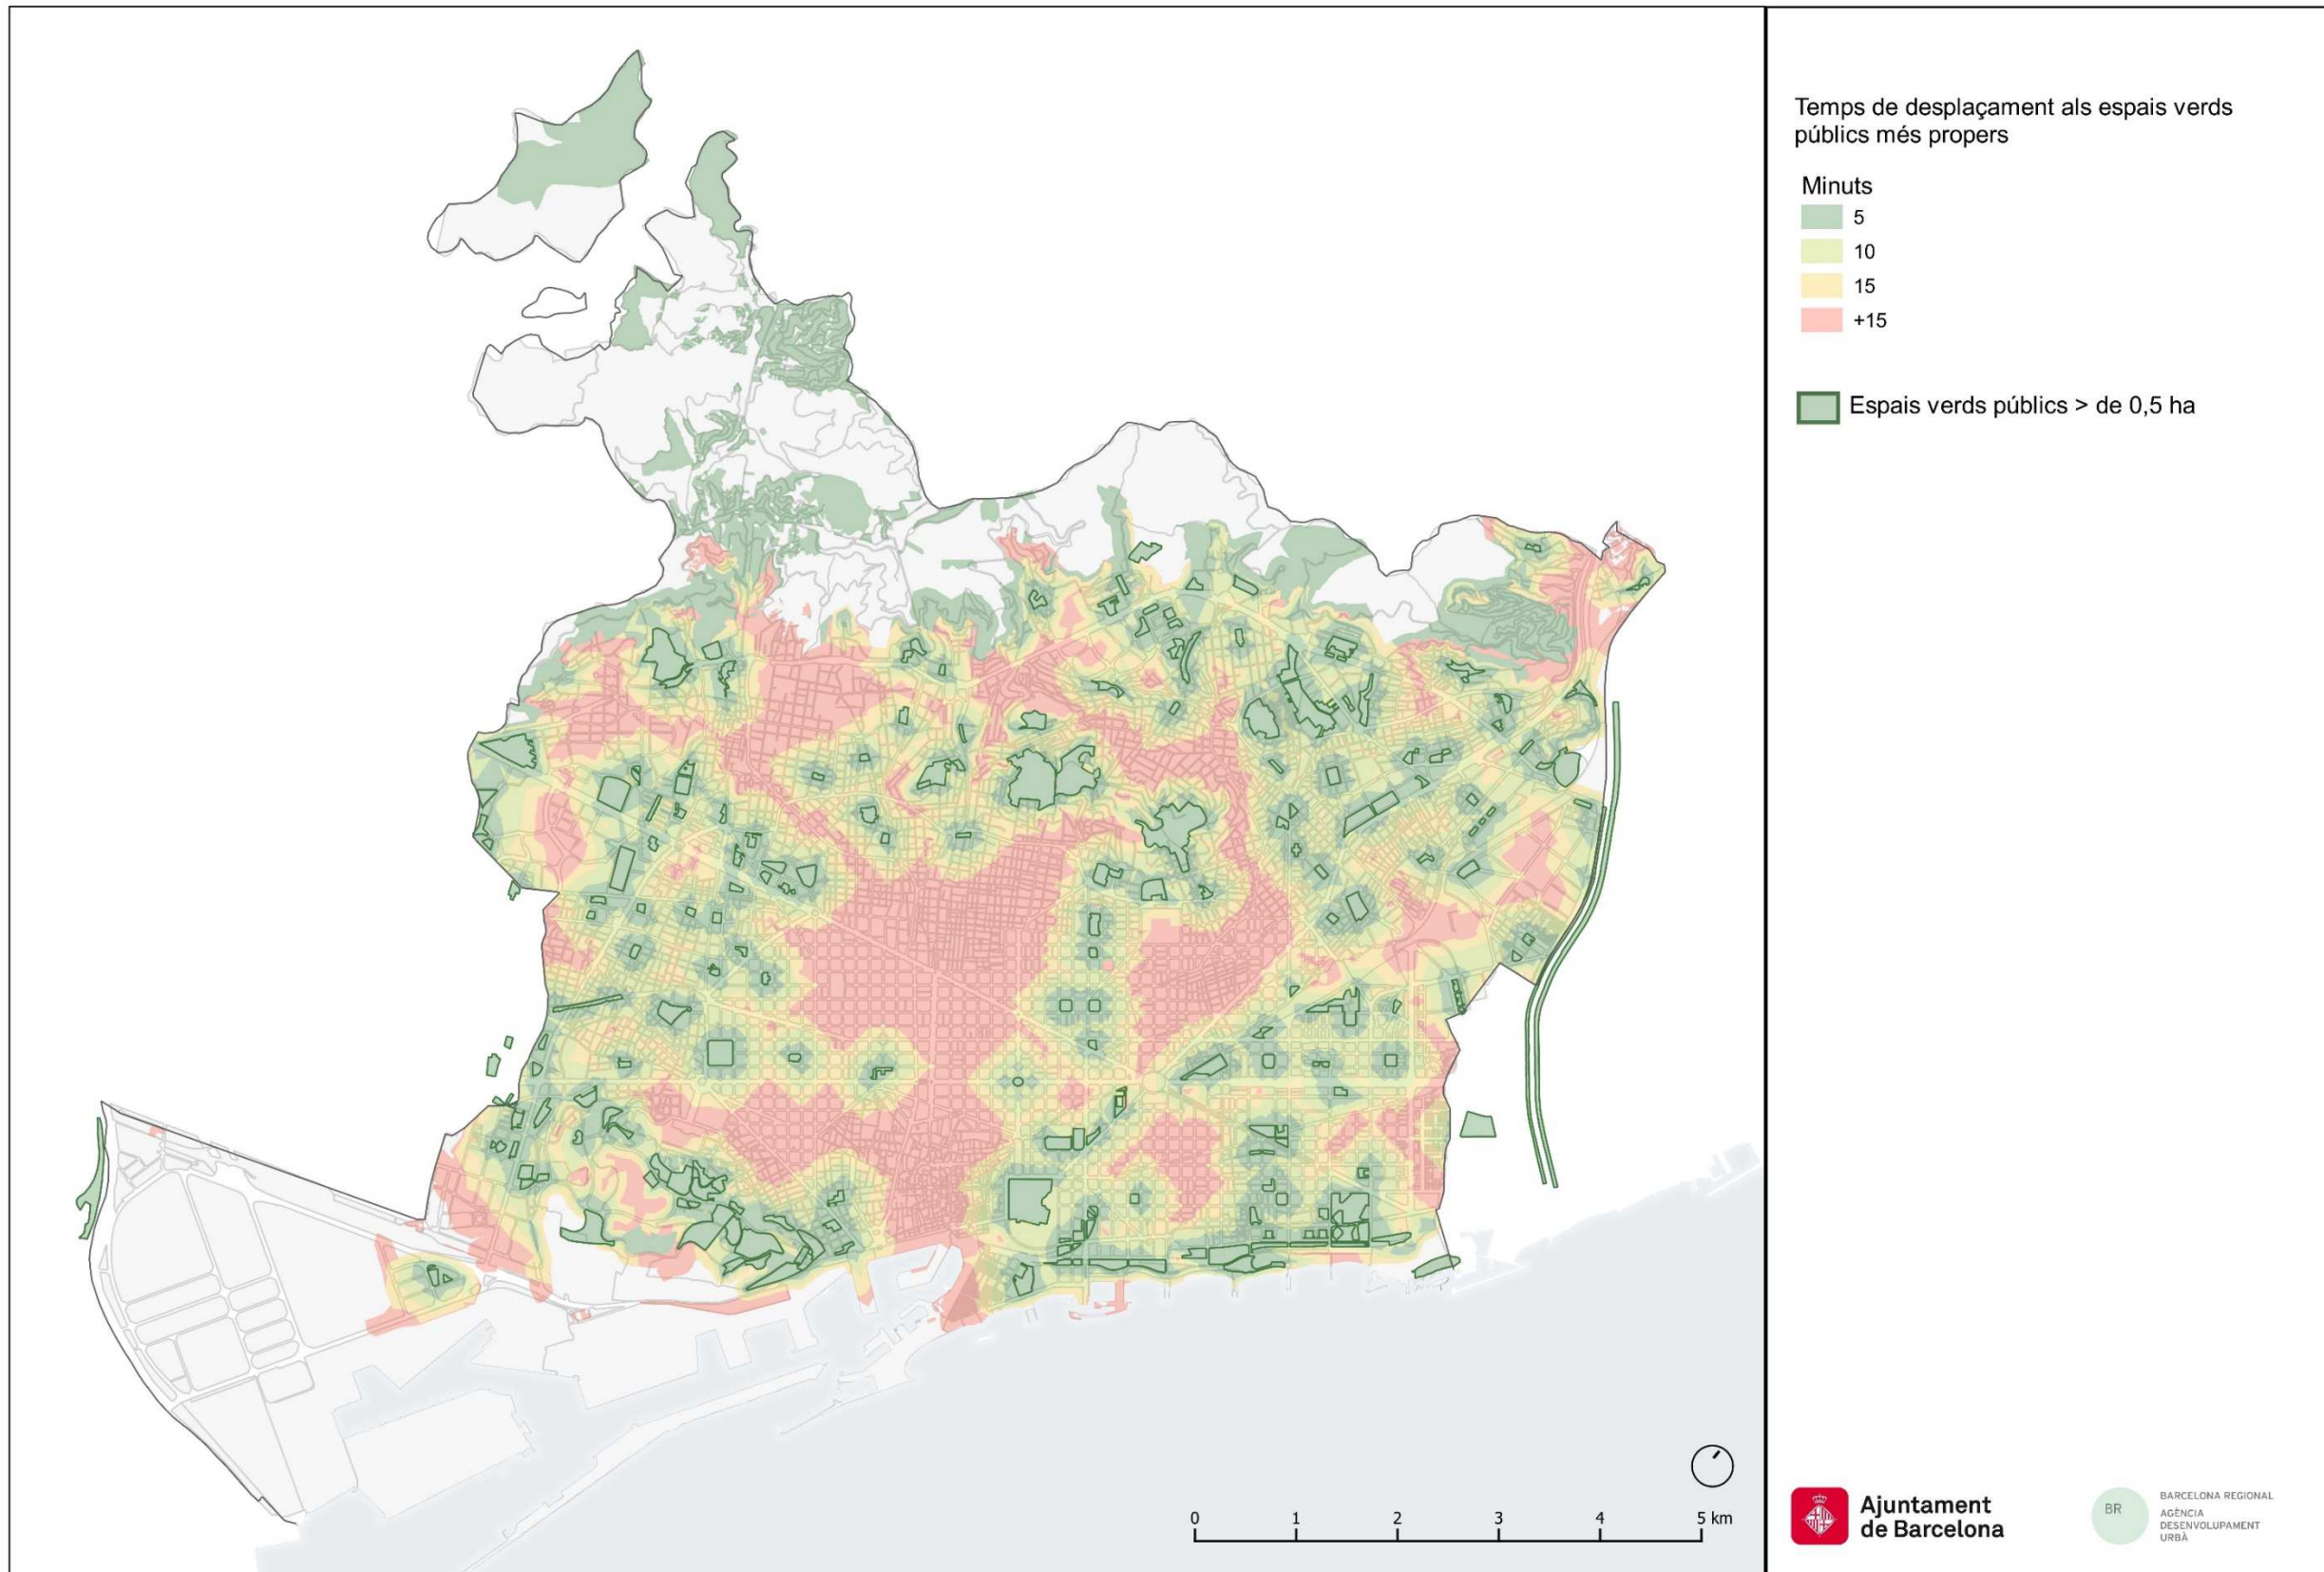 Temps de desplaçament als espais verds
públics més propers
Minuts
5
10
15
+15
Espais verds públics > de 0,5 ha
0 1 2 3 4 5 km
Ajuntament
de Barcelona
BR
BARCELONA REGIONAL
AGÈNCIA
DESENVOLUPAMENT
URBÀ